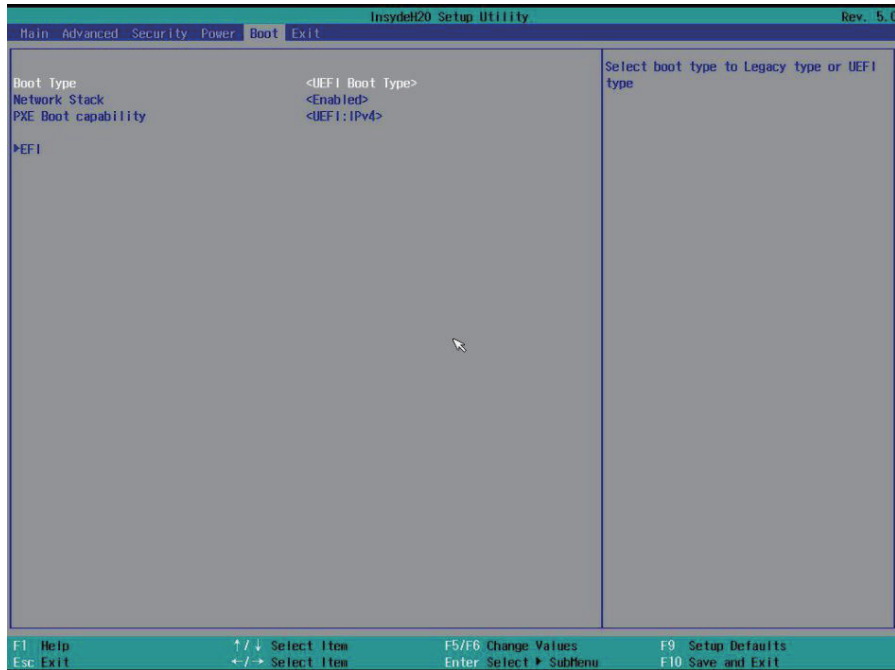 InsydeH20 Setup Utility Rev. 5.0
Main Advanced Security Power Boot Exit
Boot Type <UEFI Boot Type>
Network Stack <Enabled>
PXE Boot capability <UEFI:IPv4>
▶EFI
Select boot type to Legacy type or UEFI
type
F1 Help ↑/↓ Select Item F5/F6 Change Values F9 Setup Defaults
Esc Exit ←/→ Select Item Enter Select ▶ SubMenu F10 Save and Exit